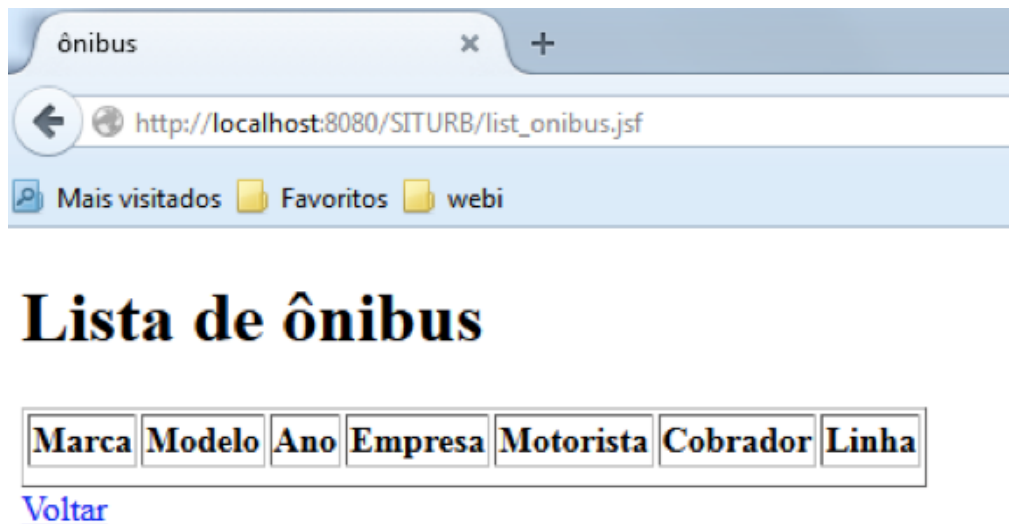 ônibus
http://localhost:8080/SITURB/list_onibus.jsf
Mais visitados Favoritos webi
Lista de ônibus
Marca Modelo Ano Empresa Motorista Cobrador Linha
Voltar